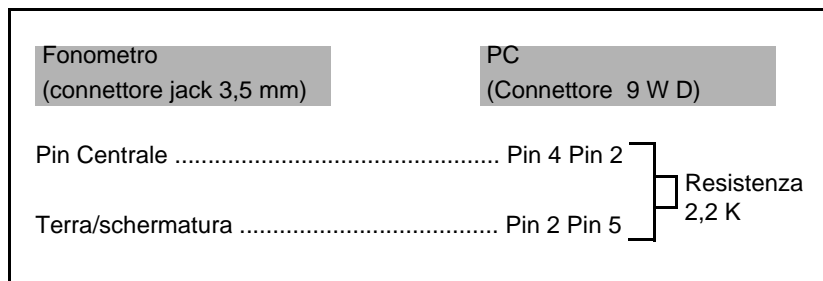 Fonometro
(connettore jack 3,5 mm)
PC
(Connettore 9 W D)
Pin Centrale ................................................. Pin 4 Pin 2
Terra/schermatura ....................................... Pin 2 Pin 5
Resistenza
2,2 K